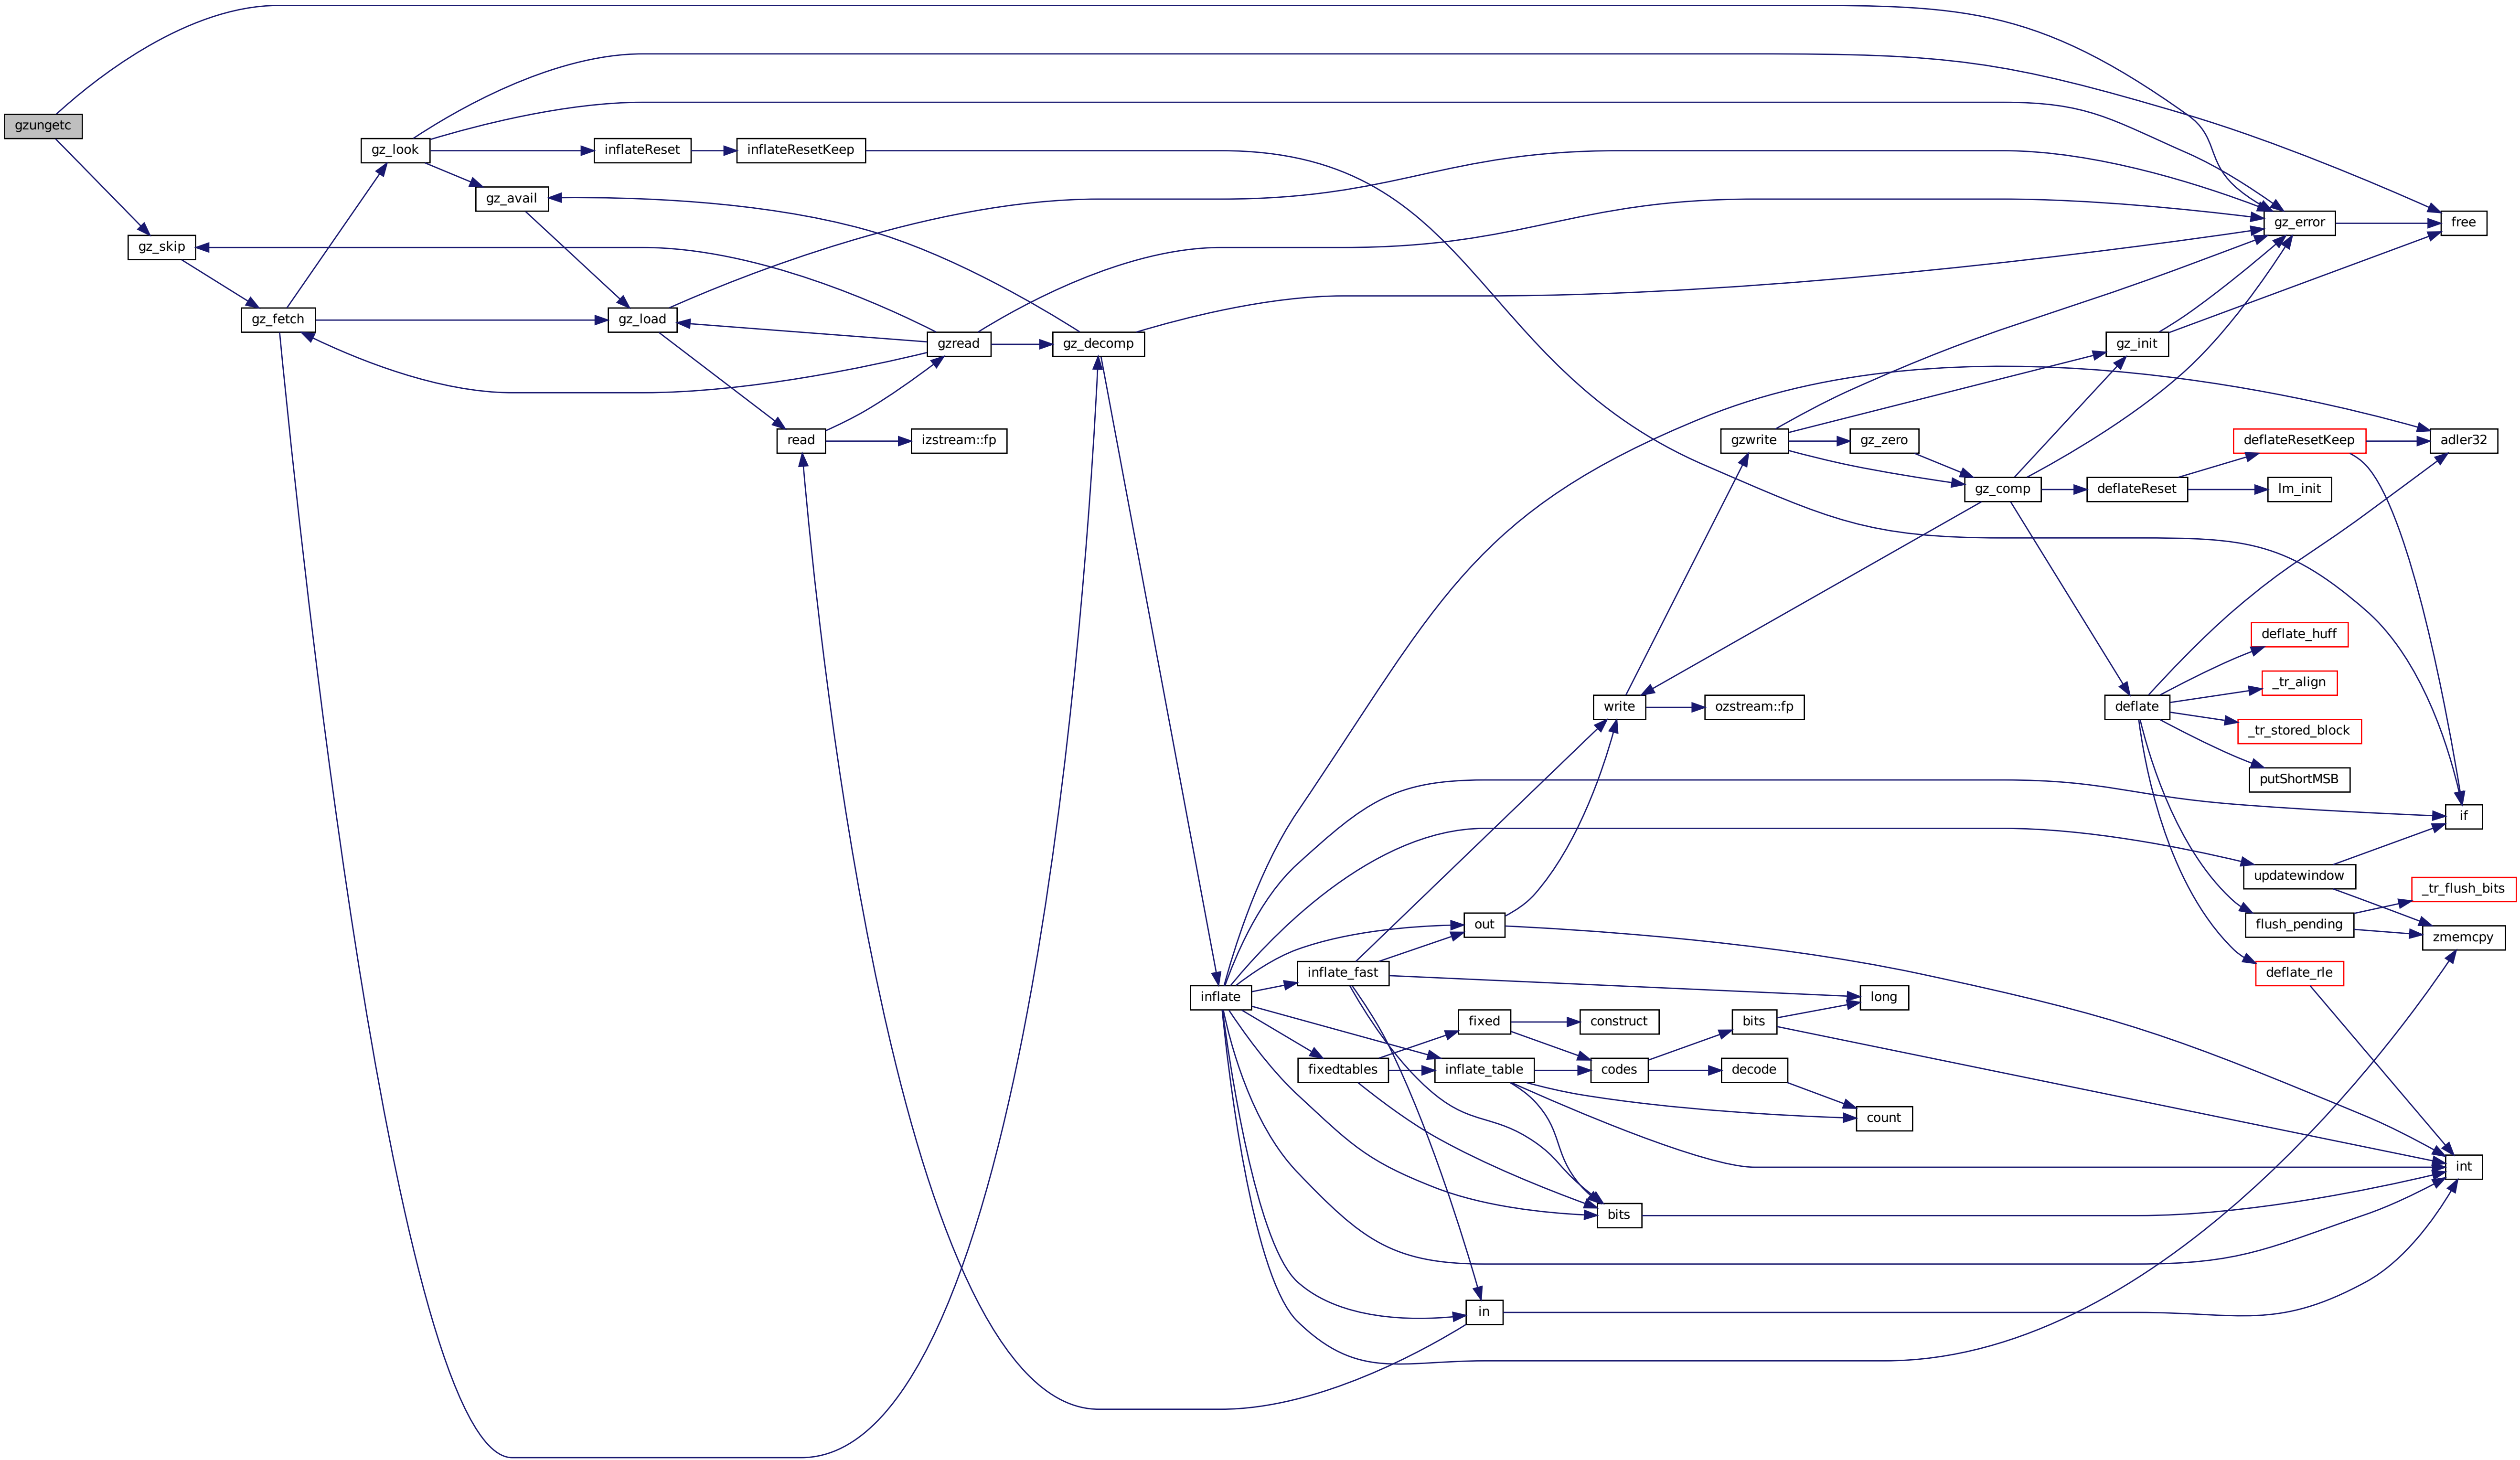 gzungetc
gz_skip
gz_fetch
gz_look
gz_avail
inflateReset
gz_load
inflateResetKeep
read
gzread
izstream::fp
gz_decomp
inflate
inflate_fast
fixedtables
out
fixed
inflate_table
in
write
construct
codes
bits
gzwrite
ozstream::fp
bits
decode
gz_zero
long
count
gz_comp
gz_init
deflateReset
deflate
gz_error
deflateResetKeep
lm_init
deflate_huff
_tr_align
_tr_stored_block
putShortMSB
updatewindow
flush_pending
deflate_rle
free
adler32
if
_tr_flush_bits
zmemcpy
int